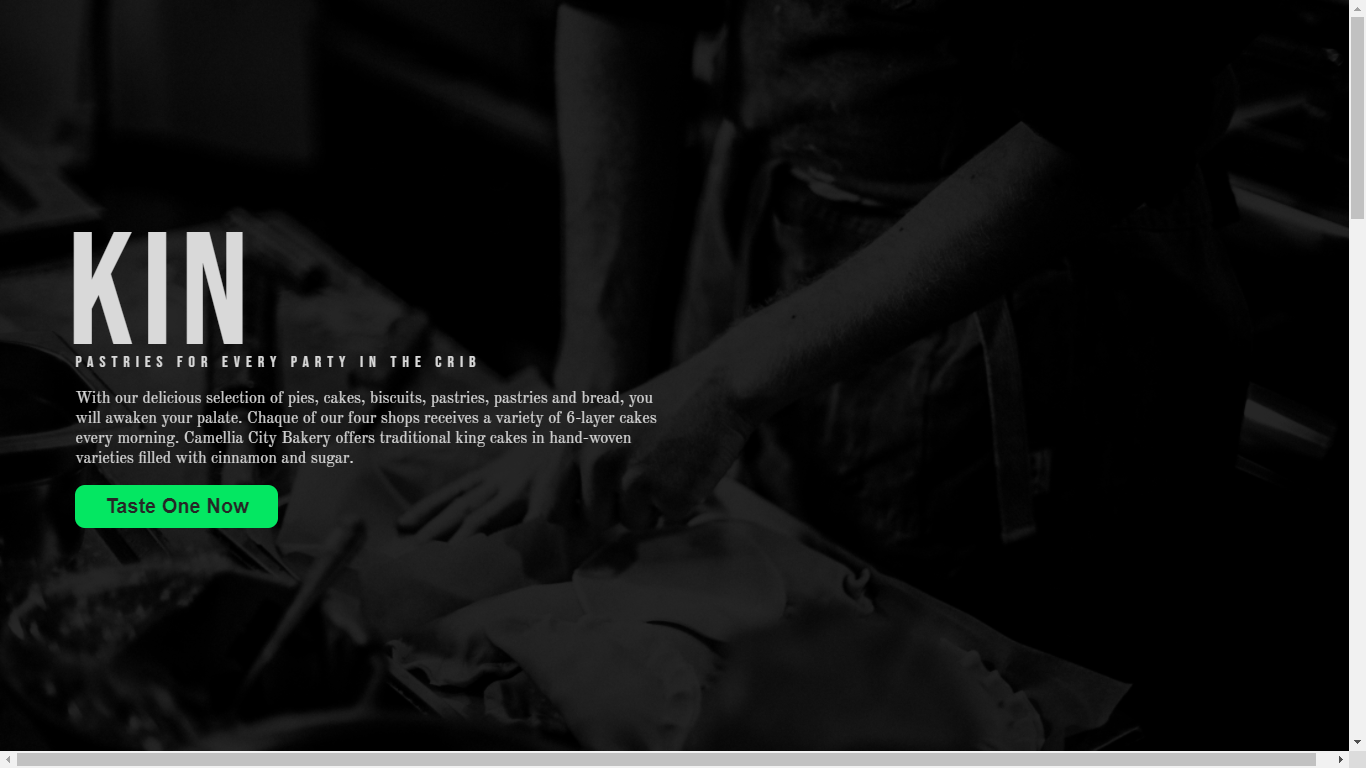 KIN
PASTRIES FOR EVERY PARTY IN THE CRIB
With our delicious selection of pies, cakes, biscuits, pastries, pastries and bread, you
will awaken your palate. Chaque of our four shops receives a variety of 6-layer cakes
every morning. Camellia City Bakery offers traditional king cakes in hand-woven
varieties filled with cinnamon and sugar.
Taste One Now